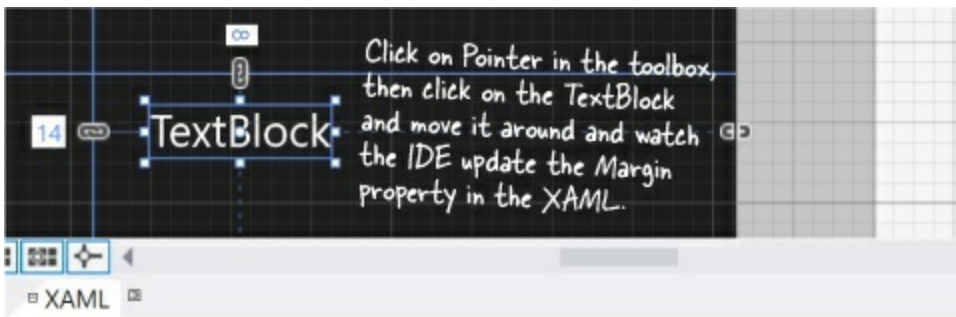 8
Click on Pointer in the toolbox,
then click on the TextBlock
and move it around and watch
the IDE update the Margin
property in the XAML.
14
TextBlock
XAML